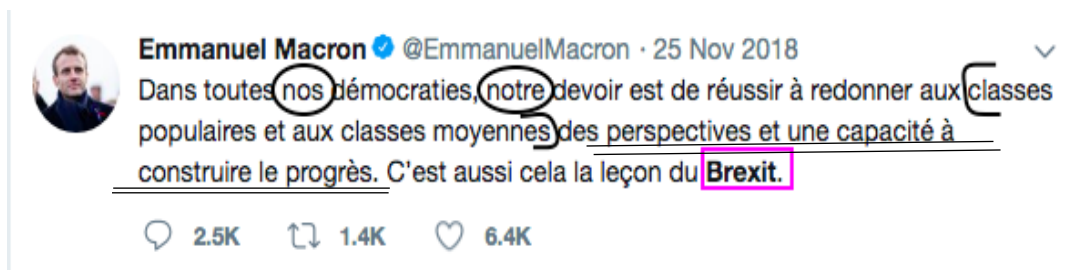 Emmanuel Macron @EmmanuelMacron · 25 Nov 2018
Dans toutes nos démocraties, notre devoir est de réussir à redonner aux classes
populaires et aux classes moyennes des perspectives et une capacité à
construire le progrès. C'est aussi cela la leçon du Brexit.
2.5K 1.4K 6.4K